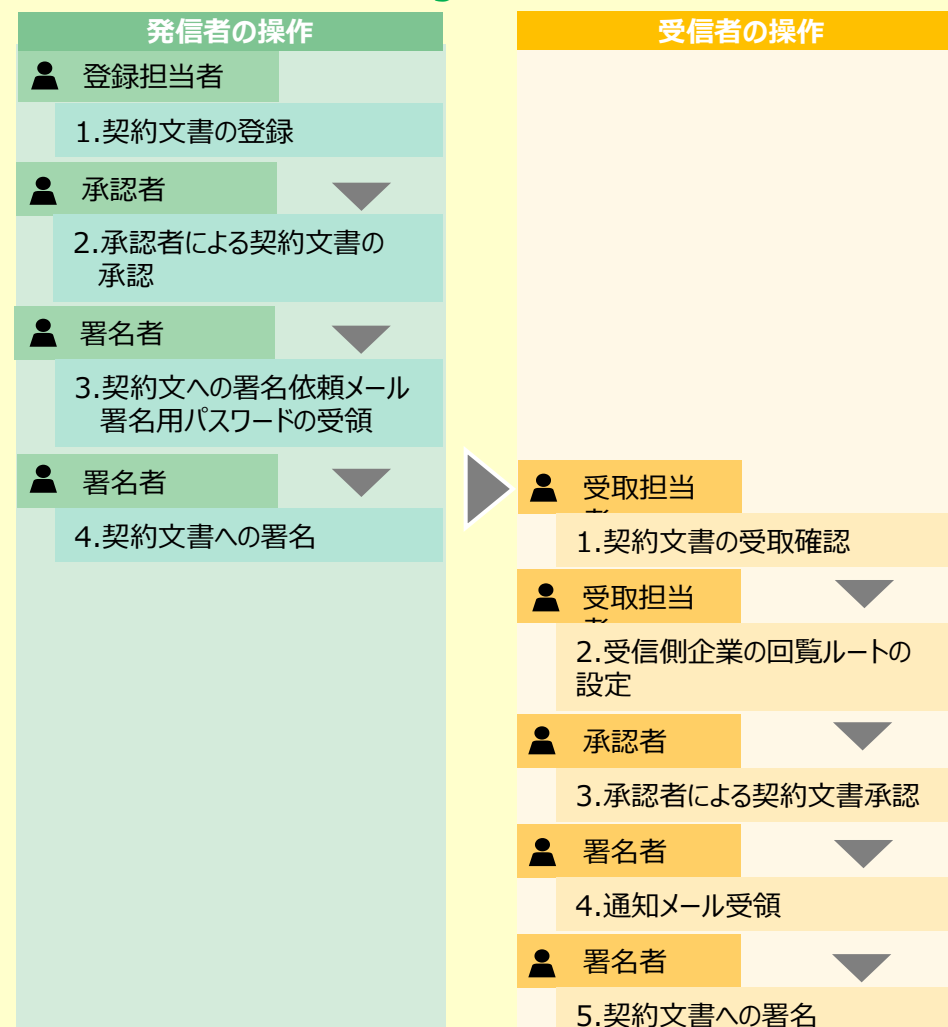 発信者の操作
登録担当者
1.契約文書の登録
承認者
2.承認者による契約文書の
承認
署名者
3.契約文への署名依頼メール
署名用パスワードの受領
署名者
4.契約文書への署名
受信者の操作
受取担当
1.契約文書の受取確認
受取担当
2.受信側企業の回覧ルートの
設定
承認者
3.承認者による契約文書承認
署名者
4.通知メール受領
署名者
5.契約文書への署名